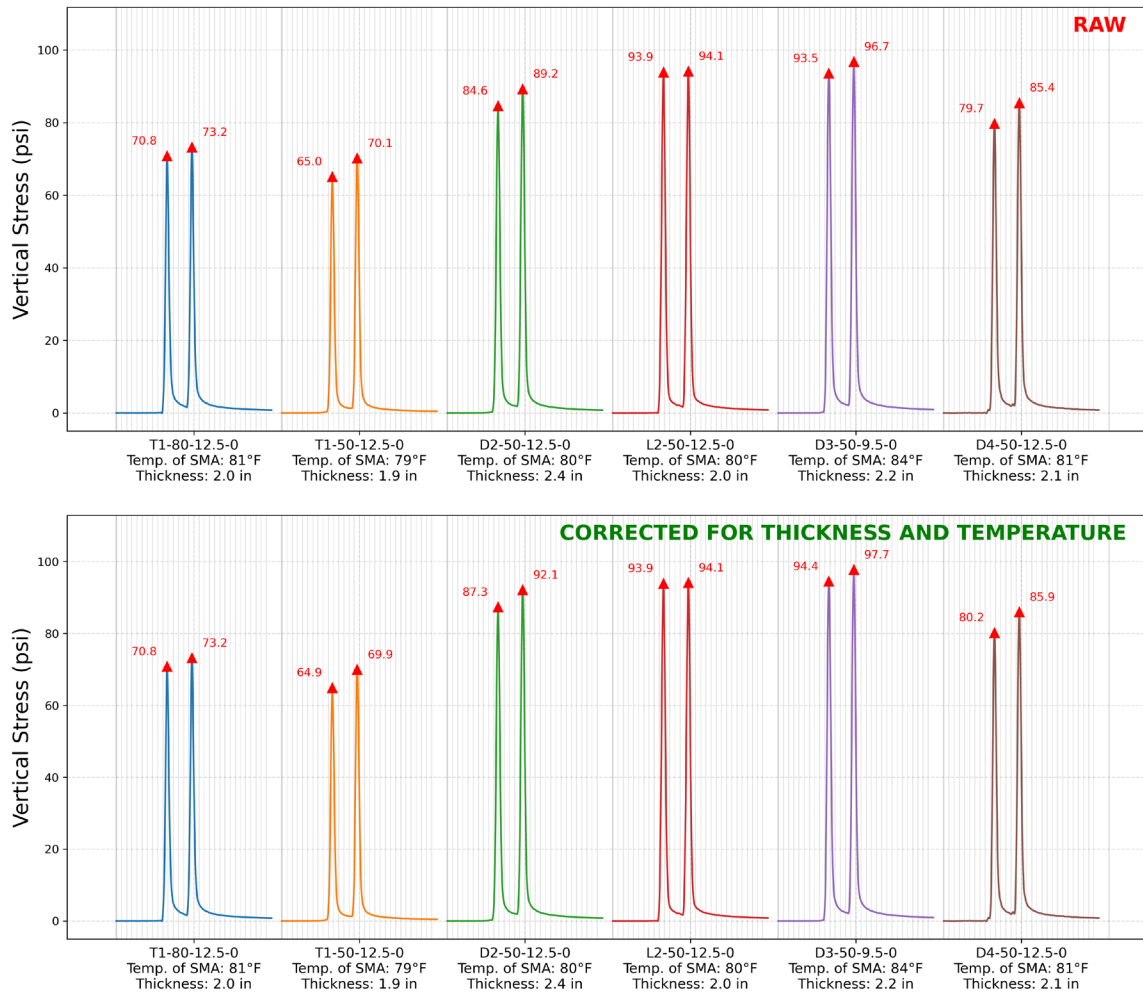 RAW
Vertical Stress (psi)
100
80
60
40
20
0
70.8
73.2
65.0
70.1
84.6
89.2
93.9
94.1
93.5
96.7
79.7
85.4
T1-80-12.5-0
Temp. of SMA: 81°F
Thickness: 2.0 in
T1-50-12.5-0
Temp. of SMA: 79°F
Thickness: 1.9 in
D2-50-12.5-0
Temp. of SMA: 80°F
Thickness: 2.4 in
L2-50-12.5-0
Temp. of SMA: 80°F
Thickness: 2.0 in
D3-50-9.5-0
Temp. of SMA: 84°F
Thickness: 2.2 in
D4-50-12.5-0
Temp. of SMA: 81°F
Thickness: 2.1 in
CORRECTED FOR THICKNESS AND TEMPERATURE
Vertical Stress (psi)
100
80
60
40
20
0
70.8
73.2
64.9
69.9
87.3
92.1
93.9
94.1
94.4
97.7
80.2
85.9
T1-80-12.5-0
Temp. of SMA: 81°F
Thickness: 2.0 in
T1-50-12.5-0
Temp. of SMA: 79°F
Thickness: 1.9 in
D2-50-12.5-0
Temp. of SMA: 80°F
Thickness: 2.4 in
L2-50-12.5-0
Temp. of SMA: 80°F
Thickness: 2.0 in
D3-50-9.5-0
Temp. of SMA: 84°F
Thickness: 2.2 in
D4-50-12.5-0
Temp. of SMA: 81°F
Thickness: 2.1 in